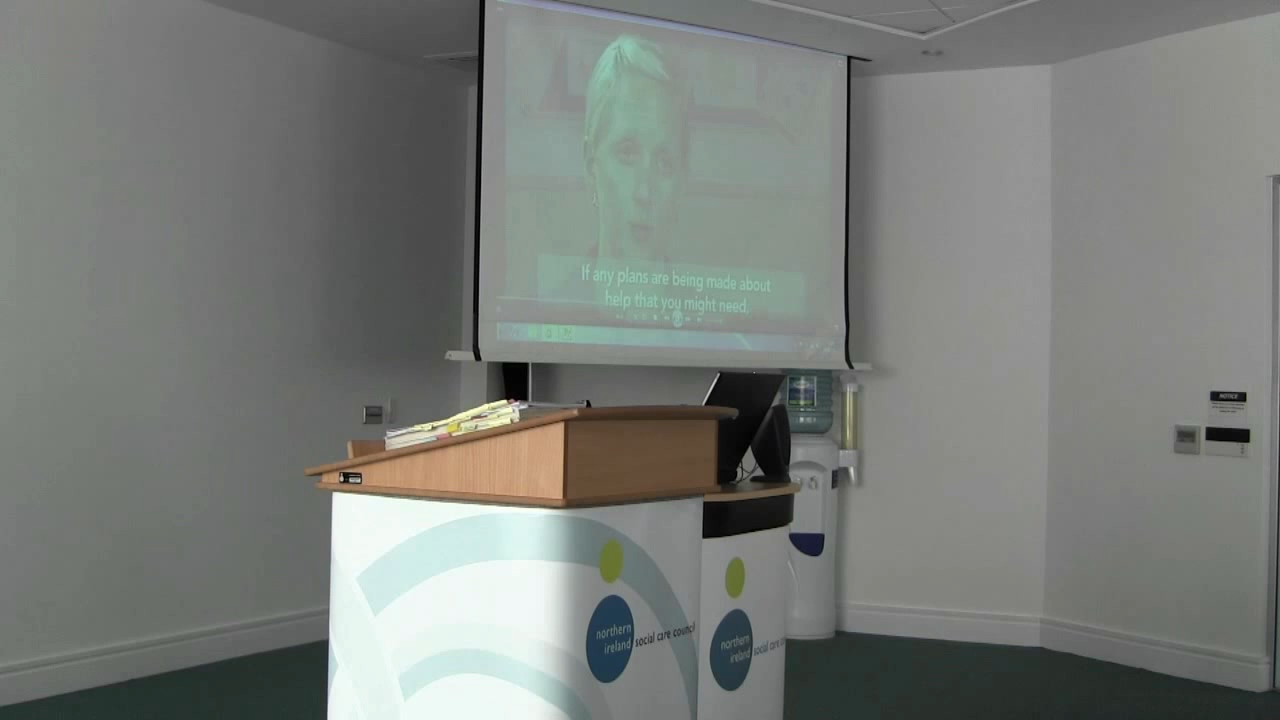 If any plans are being made about
help that you might need.
NOTICE
northern
ireland social care council
northern
ireland social care